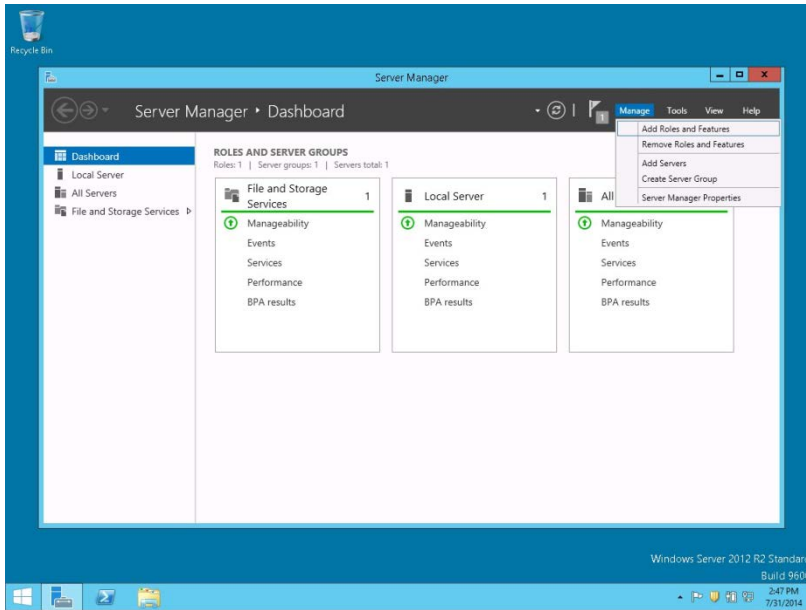 Recycle Bin
Server Manager
Server Manager • Dashboard
1
Manage Tools View Help
Add Roles and Features
Remove Roles and Features
Add Servers
Create Server Group
Server Manager Properties
Dashboard
Local Server
All Servers
File and Storage Services
ROLES AND SERVER GROUPS
Roles: 1 | Server groups: 1 | Servers total: 1
File and Storage
Services
1
Manageability
Events
Services
Performance
BPA results
Local Server 1
Manageability
Events
Services
Performance
BPA results
All
Manageability
Events
Services
Performance
BPA results
Windows Server 2012 R2 Standar
Build 960
2:47 PM
7/31/2014